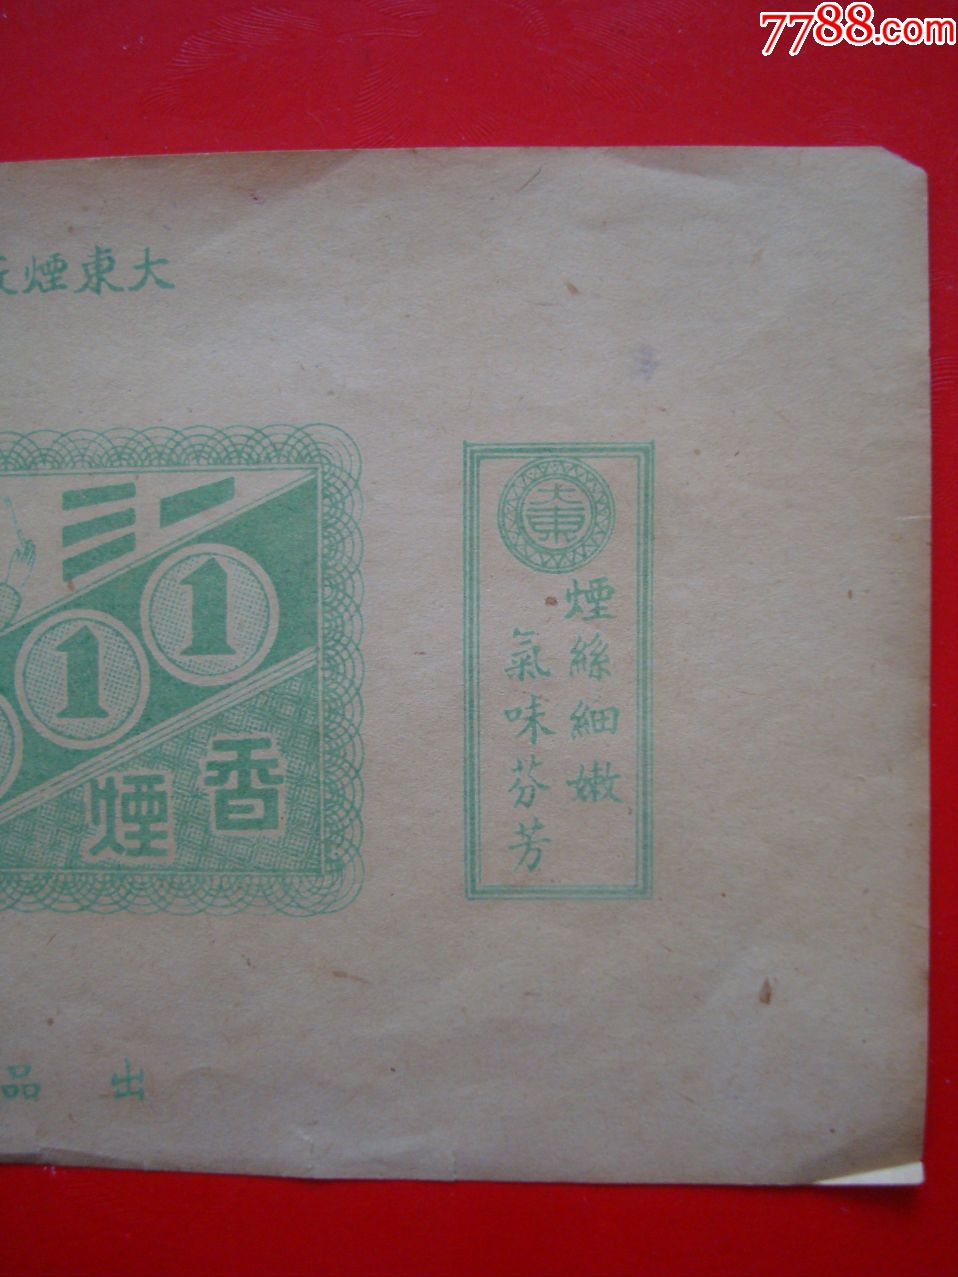 7788.com
大東煙
1 1
香煙
大東
煙絲細嫩
氣味芬芳
出品